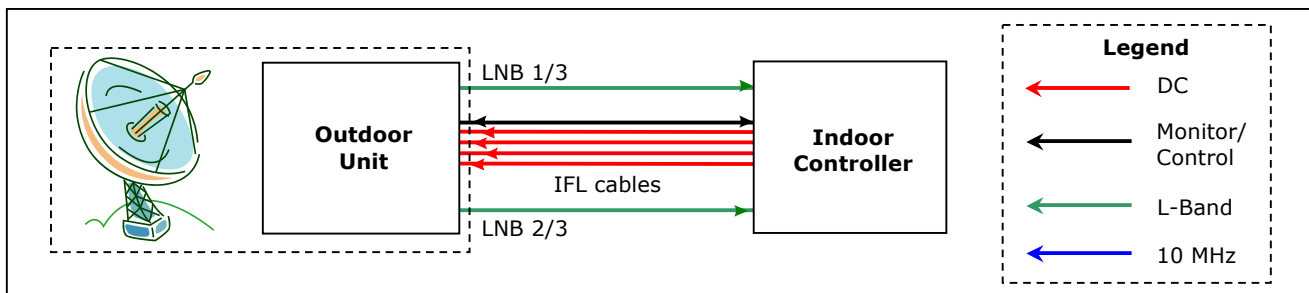 LNB 1/3
Outdoor
Unit
Indoor
Controller
IFL cables
LNB 2/3
Legend
DC
Monitor/
Control
L-Band
10 MHz